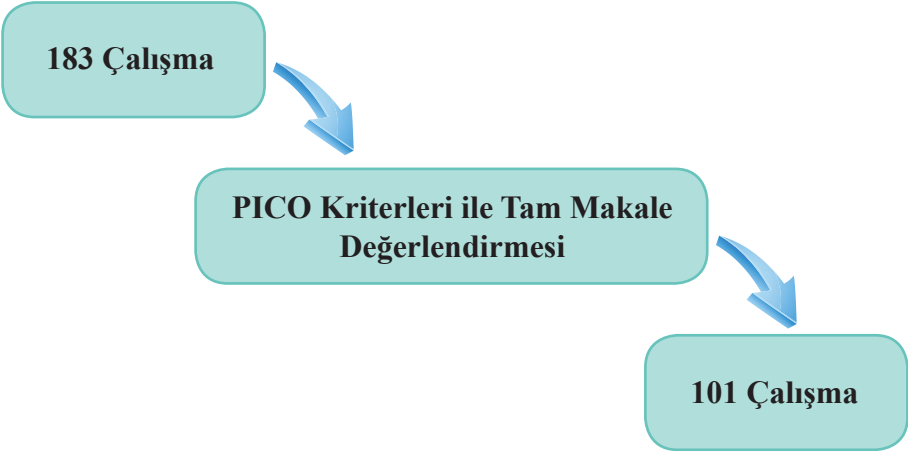 183 Çalışma
PICO Kriterleri ile Tam Makale
Değerlendirmesi
101 Çalışma